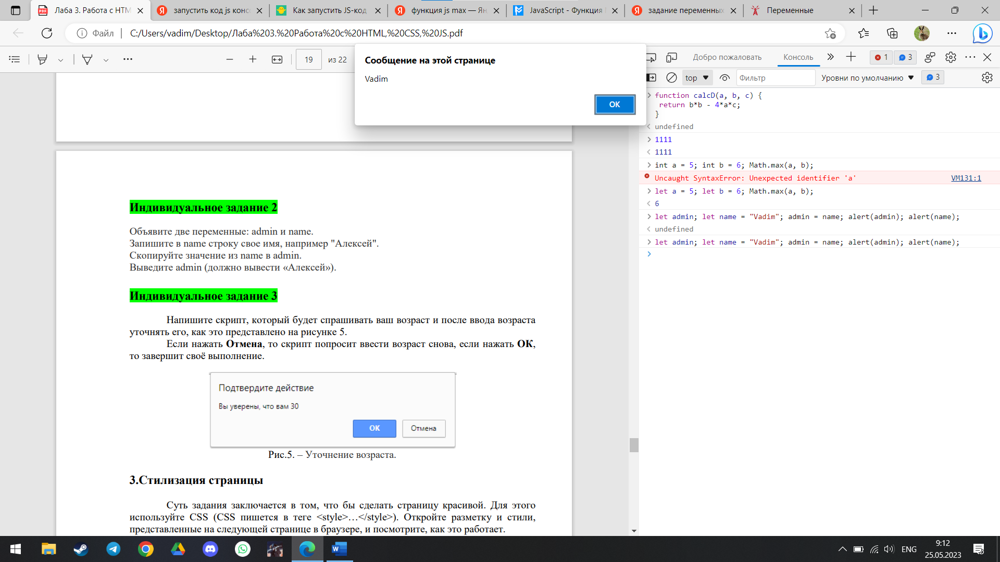 Лаба 3. Работа с HTM
запустить код js конс
Как запустить JS-код
функция js max — Ян
JavaScript - Функция
задание переменных
Переменные
Файл
C:/Users/vadim/Desktop/Лаба%203.%20Работа%20с%20HTML,%20CSS,%20JS.pdf
19 из 22
Сообщение на этой странице
Vadim
ОК
Добро пожаловать
Консоль
1
3
top
Фильтр
Уровни по умолчанию
3
function calcD(a, b, c) {
return b*b - 4*a*c;
}
undefined
1111
1111
int a = 5; int b = 6; Math.max(a, b);
Uncaught SyntaxError: Unexpected identifier 'a'
VM131:1
let a = 5; let b = 6; Math.max(a, b);
6
let admin; let name = "Vadim"; admin = name; alert(admin); alert(name);
undefined
let admin; let name = "Vadim"; admin = name; alert(admin); alert(name);
Индивидуальное задание 2
Объявите две переменные: admin и name.
Запишите в name строку свое имя, например "Алексей".
Скопируйте значение из name в admin.
Выведите admin (должно вывести «Алексей»).
Индивидуальное задание 3
Напишите скрипт, который будет спрашивать ваш возраст и после ввода возраста
уточнять его, как это представлено на рисунке 5.
Если нажать Отмена, то скрипт попросит ввести возраст снова, если нажать ОК,
то завершит своё выполнение.
Подтвердите действие
Вы уверены, что вам 30
ОК
Отмена
Рис.5. – Уточнение возраста.
3.Стилизация страницы
Суть задания заключается в том, что бы сделать страницу красивой. Для этого
используйте CSS (CSS пишется в теге <style>…</style>). Откройте разметку и стили,
представленные на следующей странице в браузере, и посмотрите, как это работает.
ENG
9:12
25.05.2023